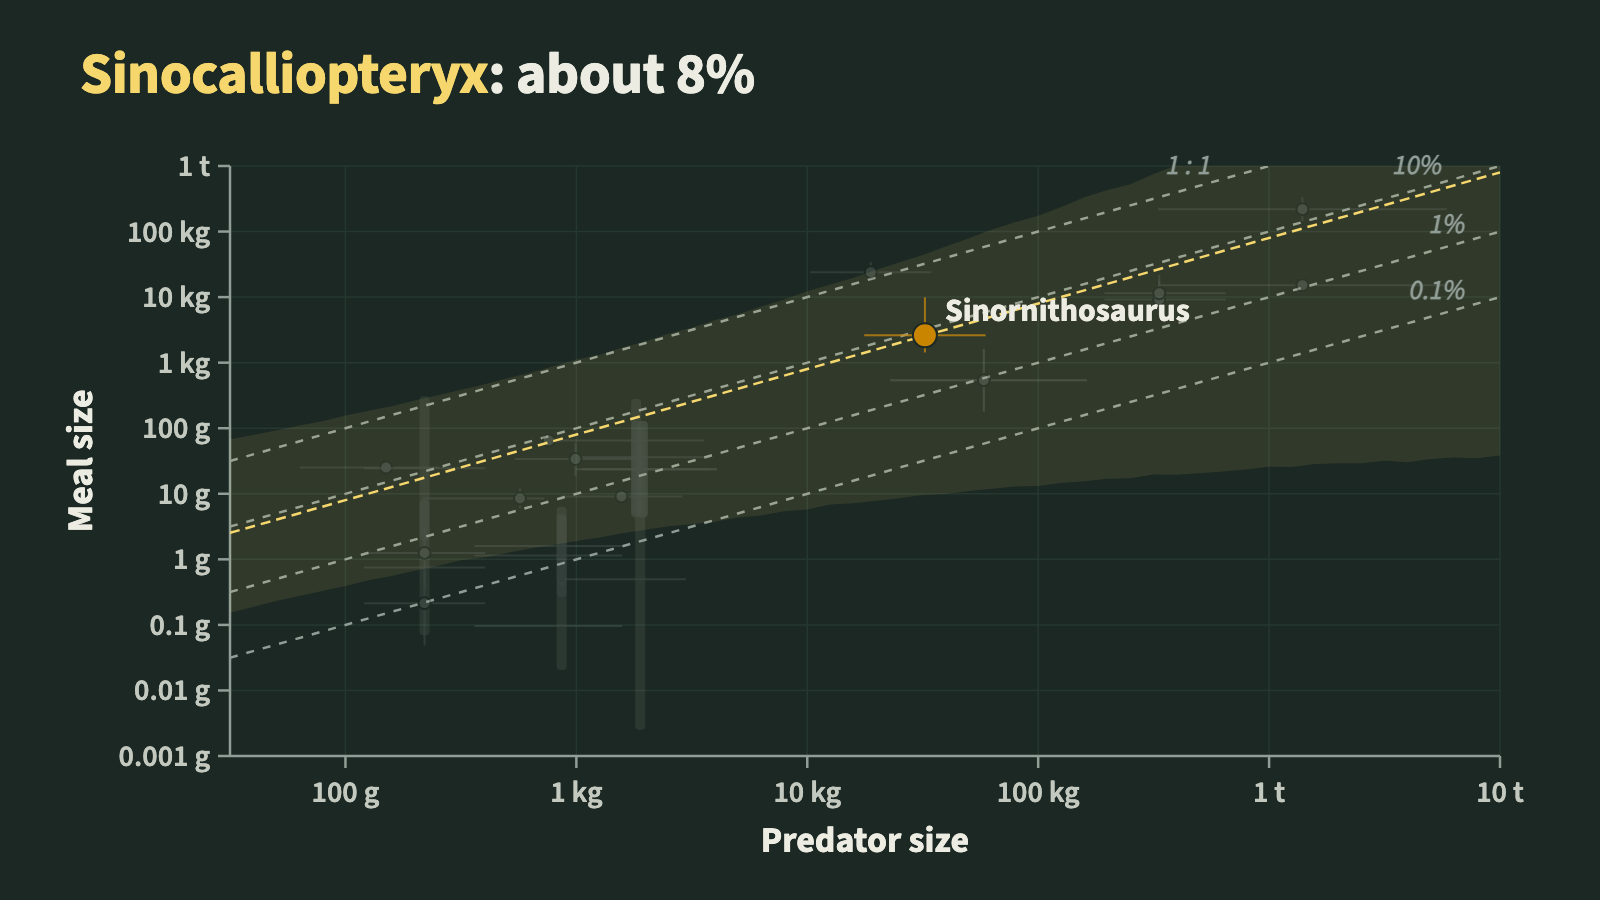 Sinocalliopteryx: about 8%
1:1
10%
1%
0.1%
Sinornithosaurus
Meal size
1 t
100 kg
10 kg
1 kg
100 g
10 g
1 g
0.1 g
0.01 g
0.001 g
100 g
1 kg
10 kg
100 kg
1 t
10 t
Predator size